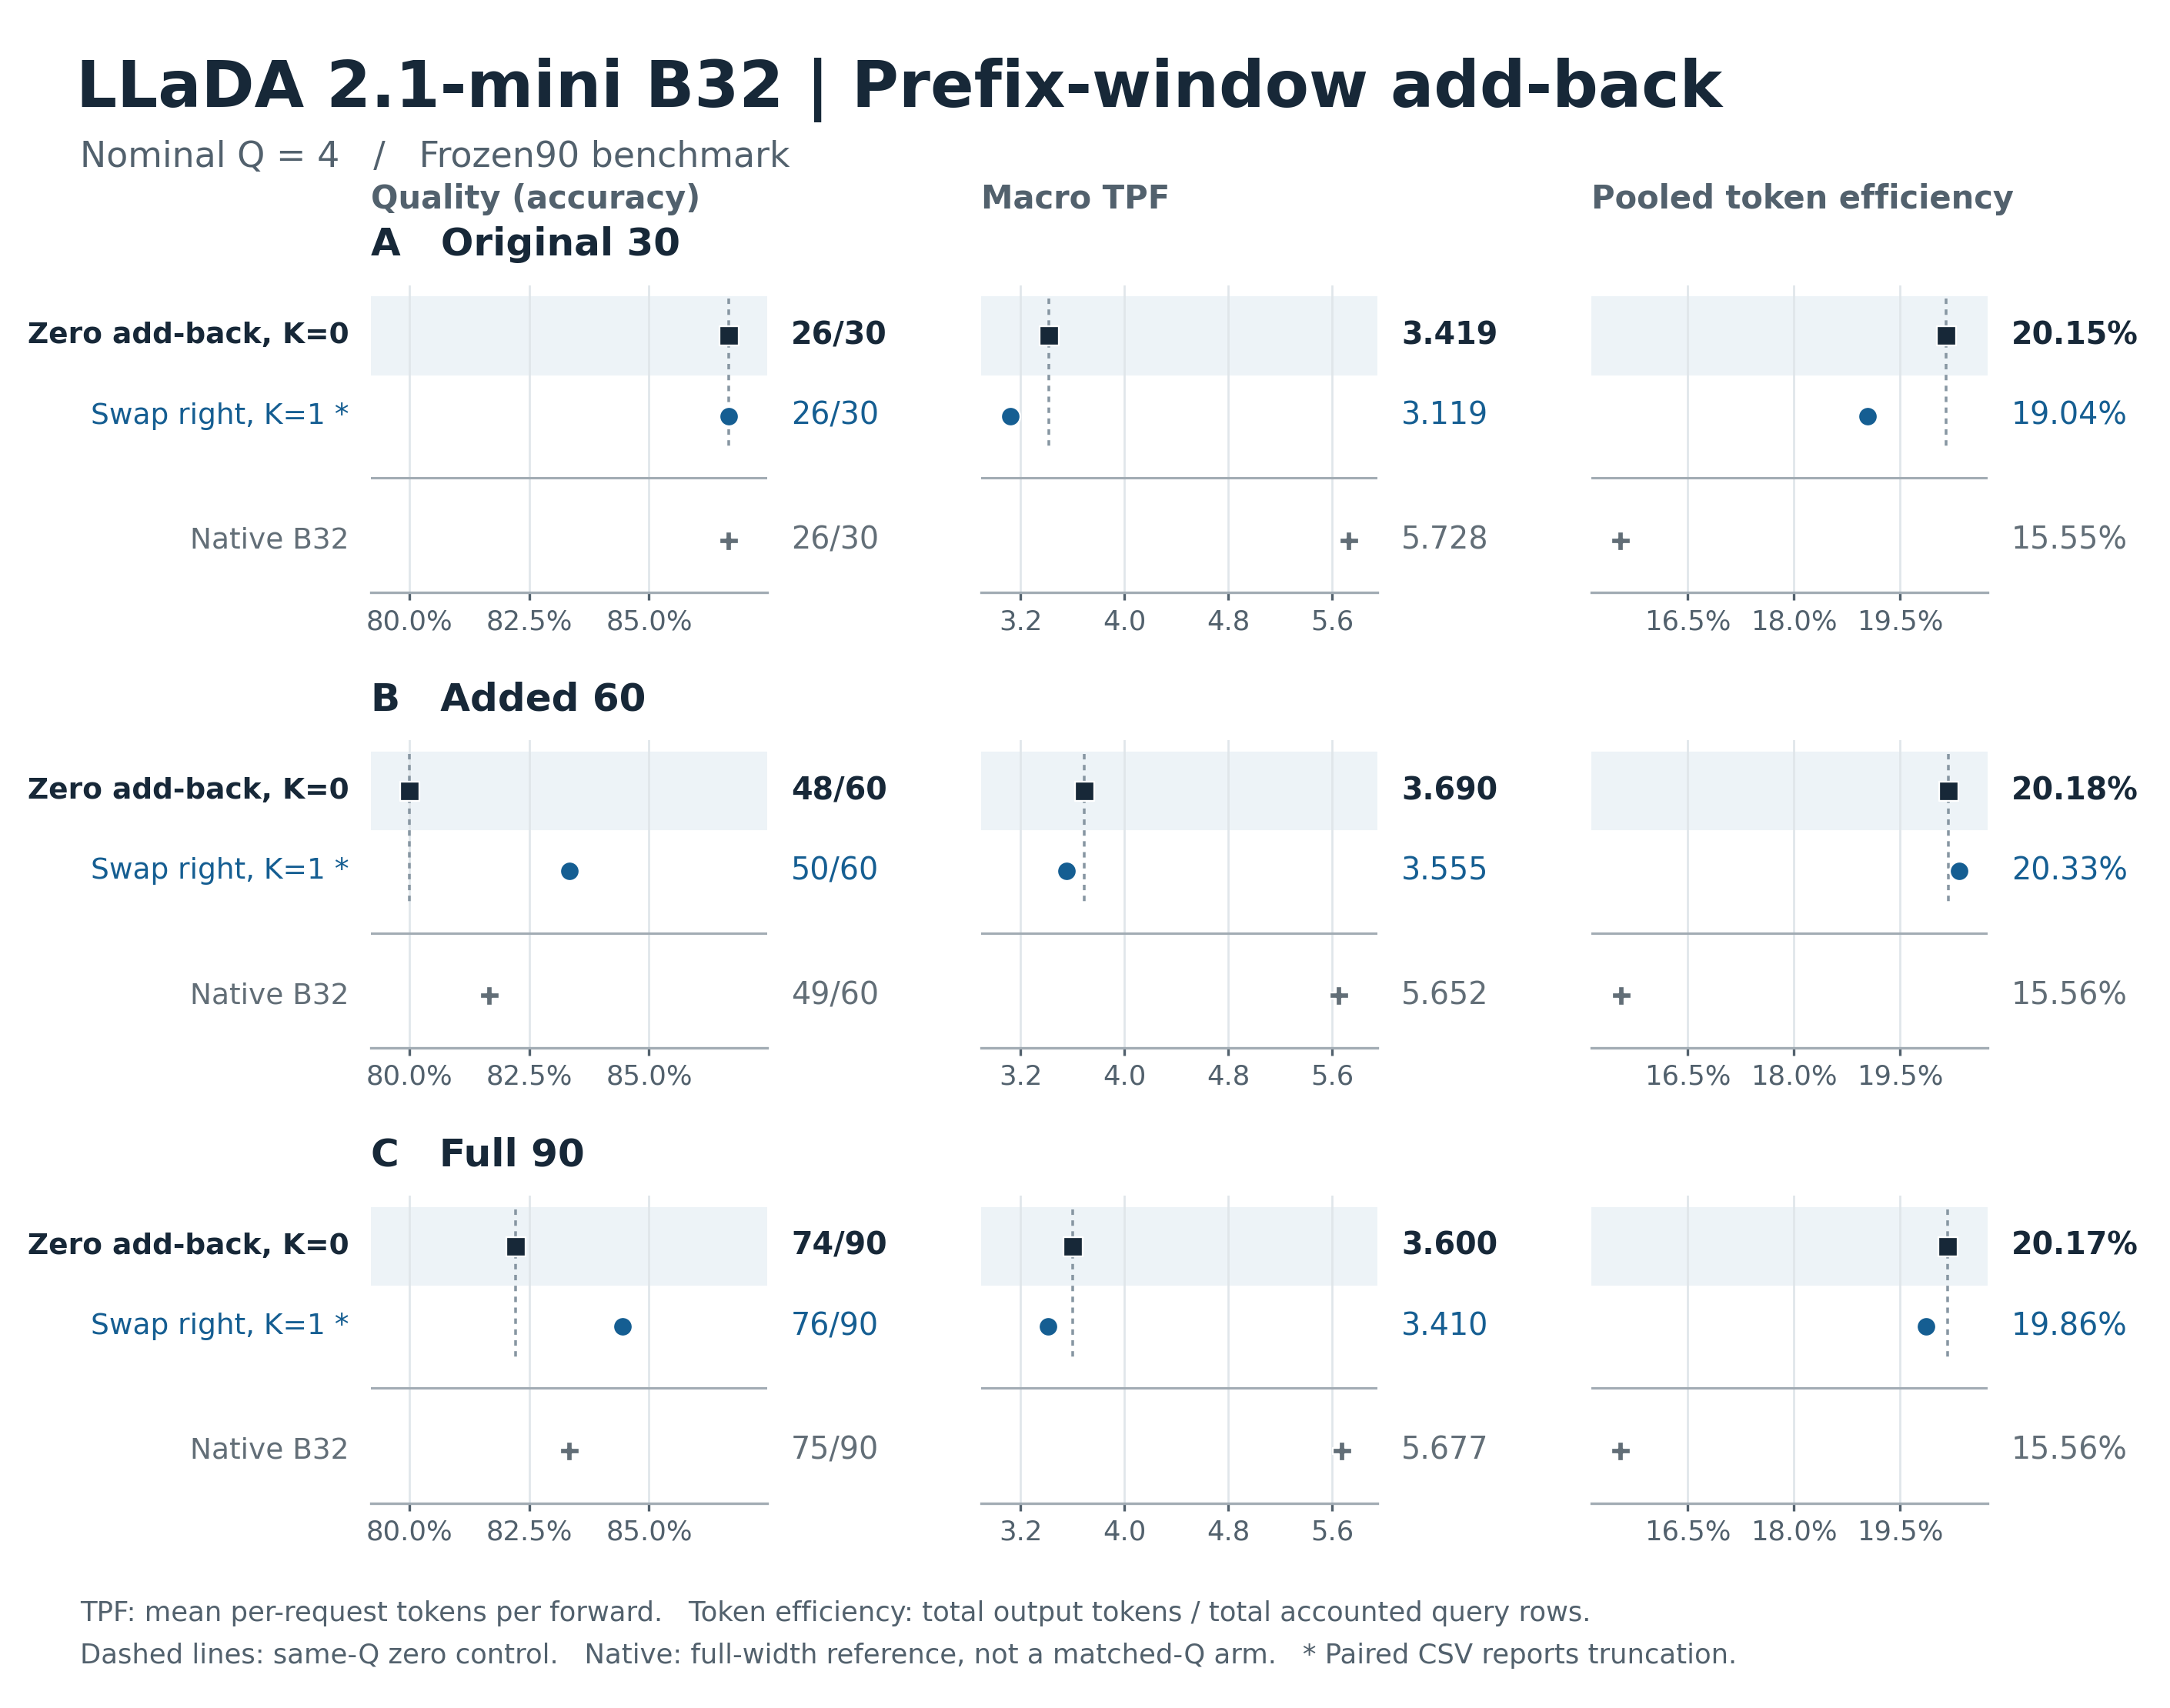 LLaDA 2.1-mini B32 | Prefix-window add-back
Nominal Q = 4 / Frozen90 benchmark
Quality (accuracy) Macro TPF Pooled token efficiency
A Original 30
Zero add-back, K=0 26/30 3.419 20.15%
Swap right, K=1 * 26/30 3.119 19.04%
Native B32 26/30 5.728 15.55%
80.0% 82.5% 85.0% 3.2 4.0 4.8 5.6 16.5% 18.0% 19.5%
B Added 60
Zero add-back, K=0 48/60 3.690 20.18%
Swap right, K=1 * 50/60 3.555 20.33%
Native B32 49/60 5.652 15.56%
80.0% 82.5% 85.0% 3.2 4.0 4.8 5.6 16.5% 18.0% 19.5%
C Full 90
Zero add-back, K=0 74/90 3.600 20.17%
Swap right, K=1 * 76/90 3.410 19.86%
Native B32 75/90 5.677 15.56%
80.0% 82.5% 85.0% 3.2 4.0 4.8 5.6 16.5% 18.0% 19.5%
TPF: mean per-request tokens per forward. Token efficiency: total output tokens / total accounted query rows.
Dashed lines: same-Q zero control. Native: full-width reference, not a matched-Q arm. * Paired CSV reports truncation.